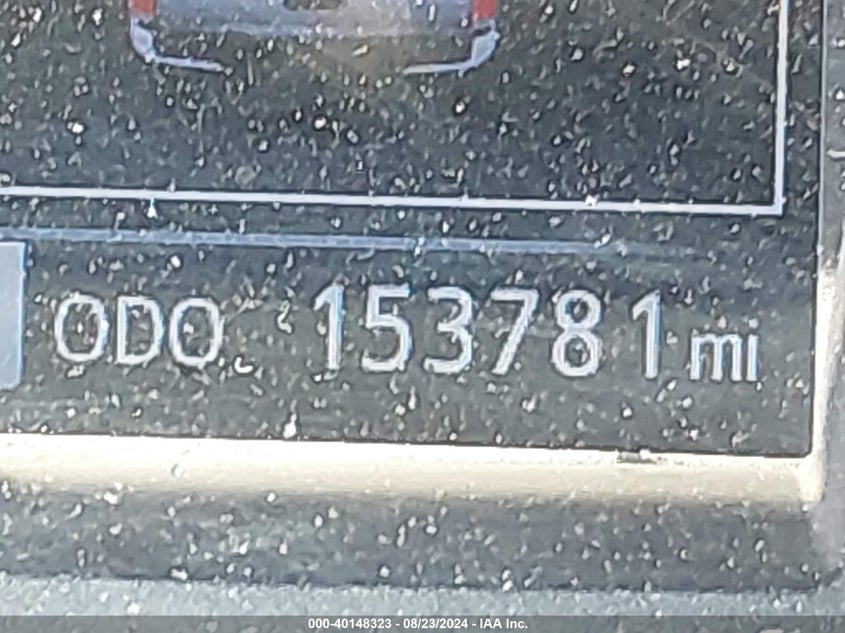 ODO 153781 mi
000-40148323 - 08/23/2024 - IAA Inc.